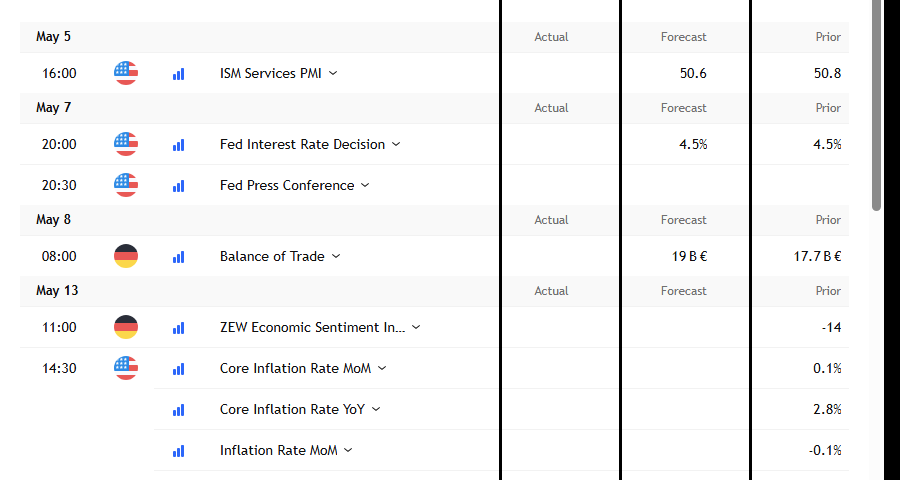 May 5 Actual Forecast Prior
16:00 ISM Services PMI 50.6 50.8
May 7 Actual Forecast Prior
20:00 Fed Interest Rate Decision 4.5% 4.5%
20:30 Fed Press Conference
May 8 Actual Forecast Prior
08:00 Balance of Trade 19 B € 17.7 B €
May 13 Actual Forecast Prior
11:00 ZEW Economic Sentiment In... -14
14:30 Core Inflation Rate MoM 0.1%
Core Inflation Rate YoY 2.8%
Inflation Rate MoM -0.1%